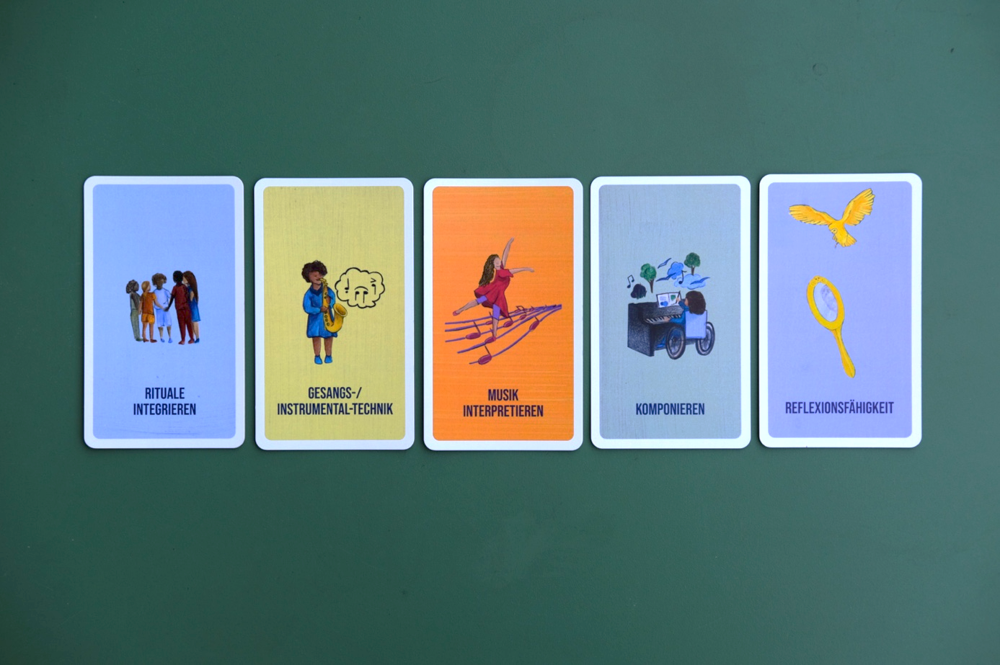 RITUALE
INTEGRIEREN
GESANGS-/
INSTRUMENTAL-TECHNIK
MUSIK
INTERPRETIEREN
KOMPONIEREN
REFLEXIONSFÄHIGKEIT